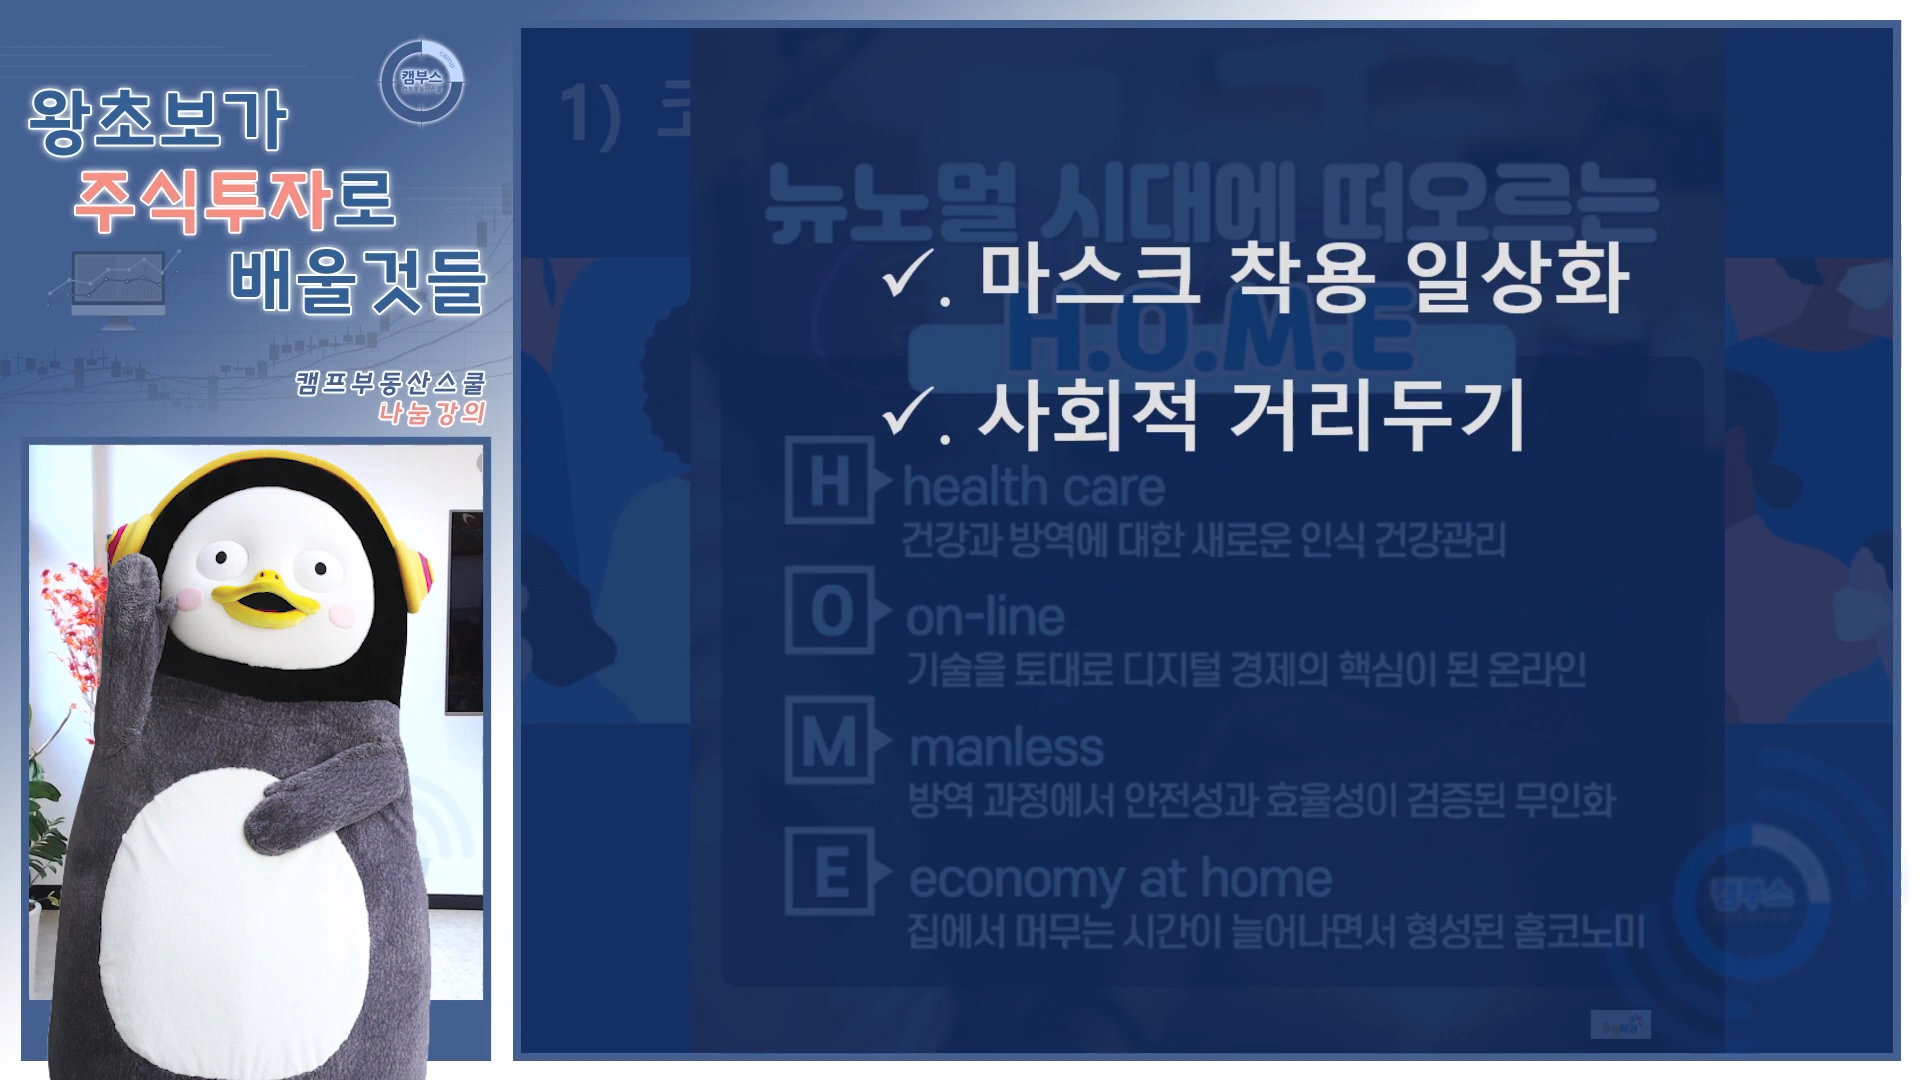 캠부스
camp
왕초보가
주식투자로
배울것들
캠프부동산스쿨
나눔강의
1)
뉴노멀 시대에 떠오르는
✓. 마스크 착용 일상화
H.O.M.E
✓. 사회적 거리두기
H health care
건강과 방역에 대한 새로운 인식 건강관리
O on-line
기술을 토대로 디지털 경제의 핵심이 된 온라인
M manless
방역 과정에서 안전성과 효율성이 검증된 무인화
E economy at home
집에서 머무는 시간이 늘어나면서 형성된 홈코노미
캠부스